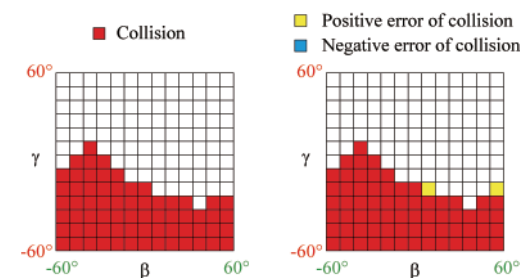 Collision
Positive error of collision
Negative error of collision
60°
γ
-60°
-60°
β
60°
60°
γ
-60°
-60°
β
60°